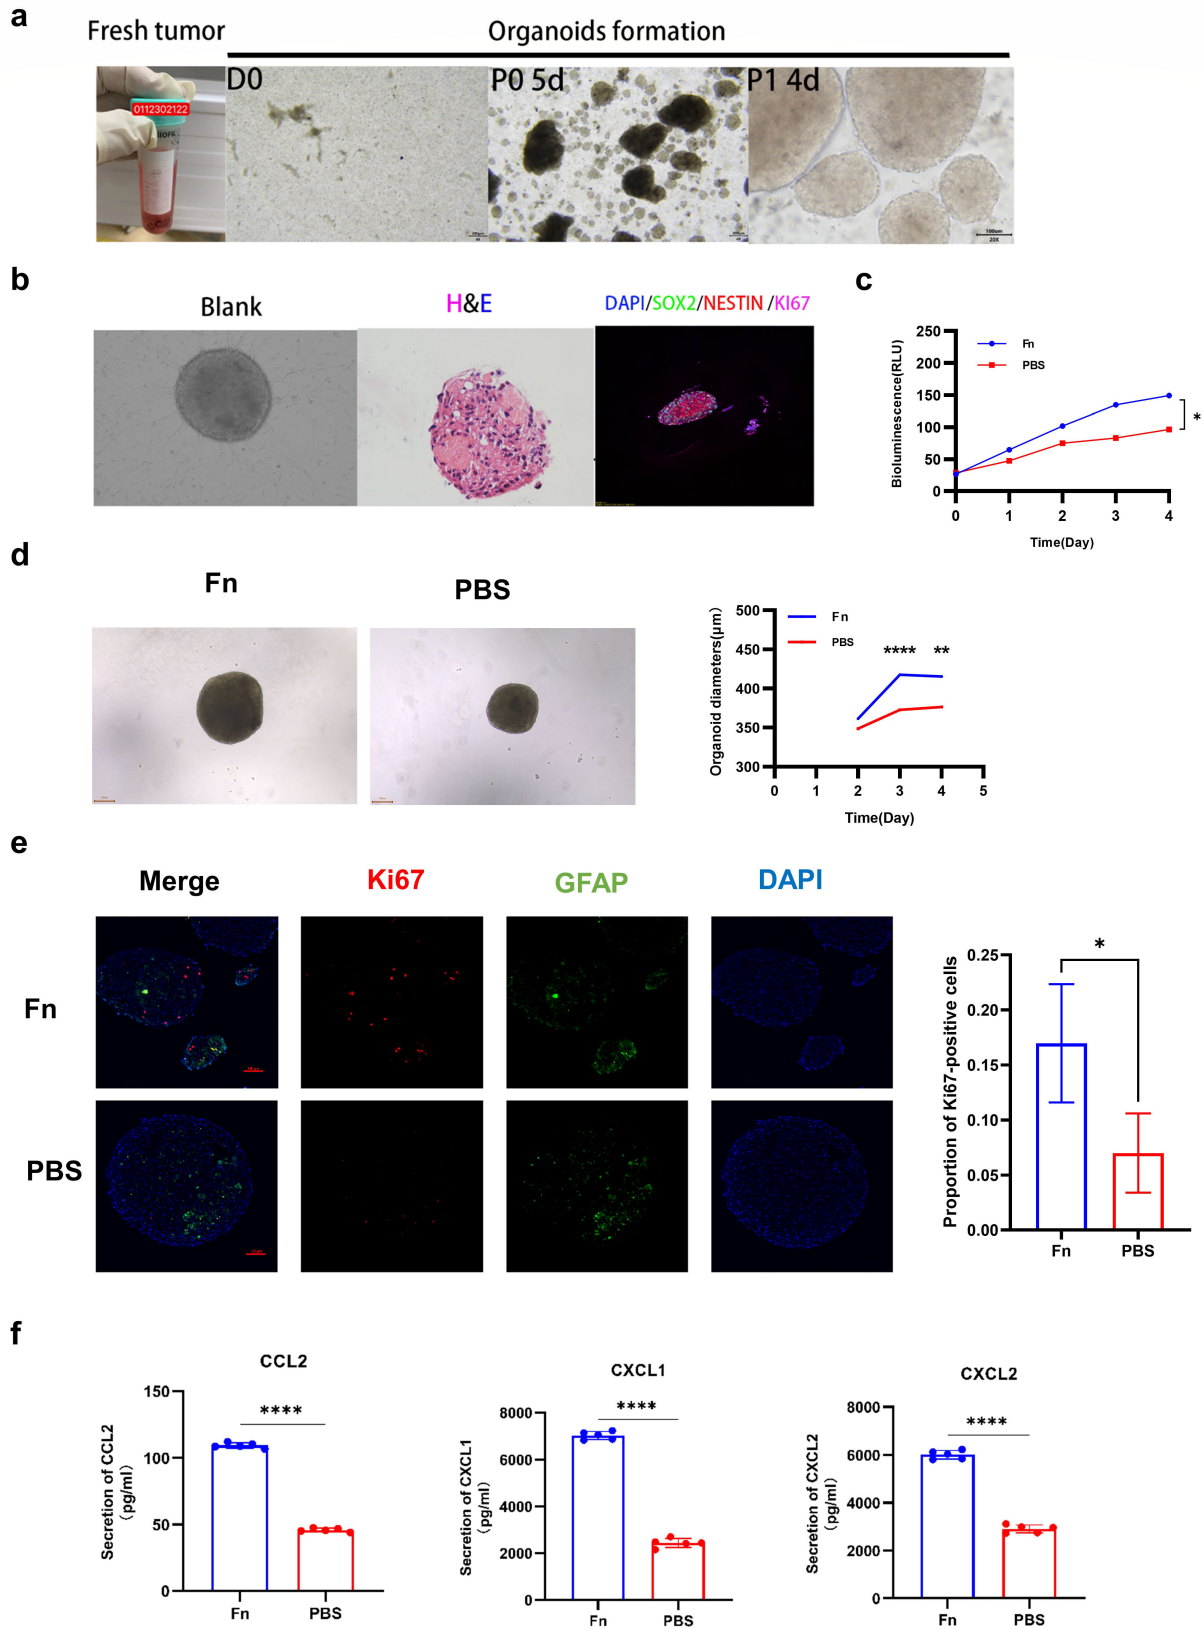 a
Fresh tumor
Organoids formation
0112302122
D0
P0 5d
P1 4d
100um
20X
b
Blank
H&E
DAPI/SOX2/NESTIN /KI67
c
Bioluminescence(RLU)
250
200
150
100
50
0
Fn
PBS
*
0 1 2 3 4
Time(Day)
d
Fn
PBS
Organoid diameters(μm)
500
450
400
350
300
Fn
PBS
**** **
0 1 2 3 4 5
Time(Day)
e
Merge
Ki67
GFAP
DAPI
Fn
PBS
Proportion of Ki67-positive cells
0.25
0.20
0.15
0.10
0.05
0.00
*
Fn PBS
f
CCL2
Secretion of CCL2
(pg/ml)
150
100
50
0
****
Fn PBS
CXCL1
Secretion of CXCL1
(pg/ml)
8000
6000
4000
2000
0
****
Fn PBS
CXCL2
Secretion of CXCL2
(pg/ml)
8000
6000
4000
2000
0
****
Fn PBS